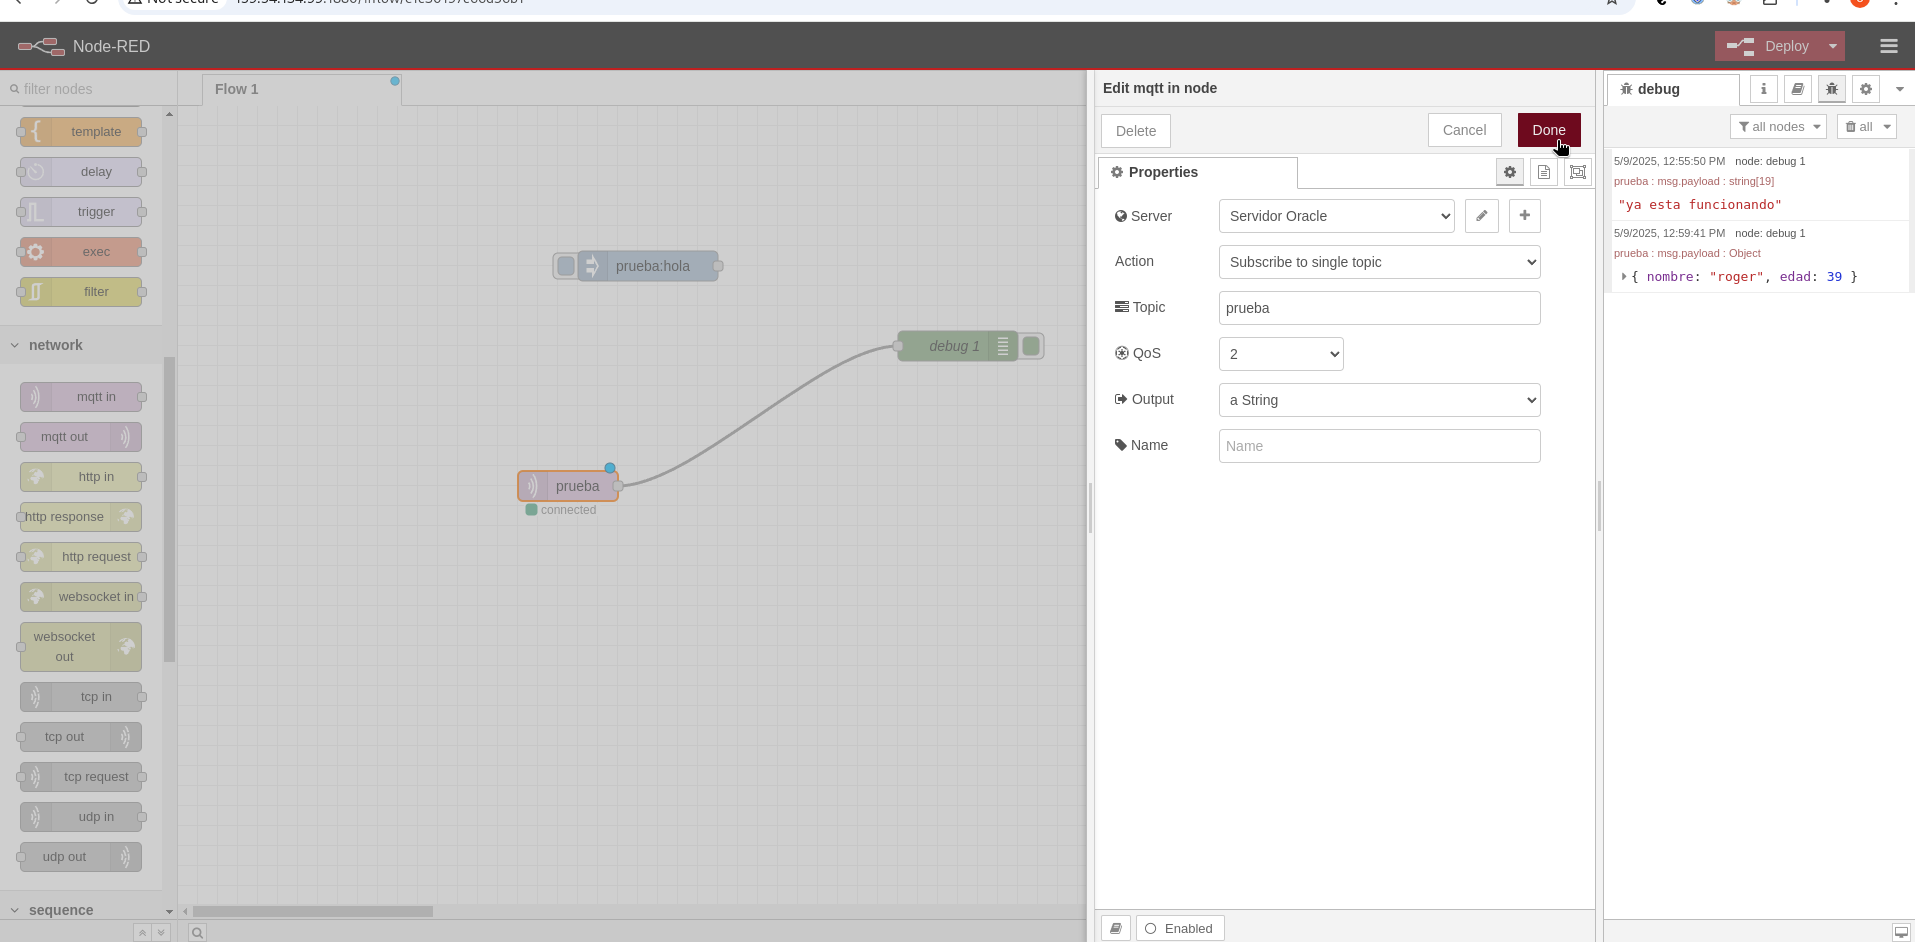 Node-RED
Deploy
filter nodes
Flow 1
template
delay
trigger
exec
filter
network
mqtt in
mqtt out
http in
http response
http request
websocket in
websocket
out
tcp in
tcp out
tcp request
udp in
udp out
sequence
prueba:hola
debug 1
prueba
connected
Edit mqtt in node
Delete
Cancel
Done
Properties
Server
Servidor Oracle
Action
Subscribe to single topic
Topic
prueba
QoS
2
Output
a String
Name
Name
Enabled
debug
all nodes
all
5/9/2025, 12:55:50 PM node: debug 1
prueba : msg.payload : string[19]
"ya esta funcionando"
5/9/2025, 12:59:41 PM node: debug 1
prueba : msg.payload : Object
{ nombre: "roger", edad: 39 }